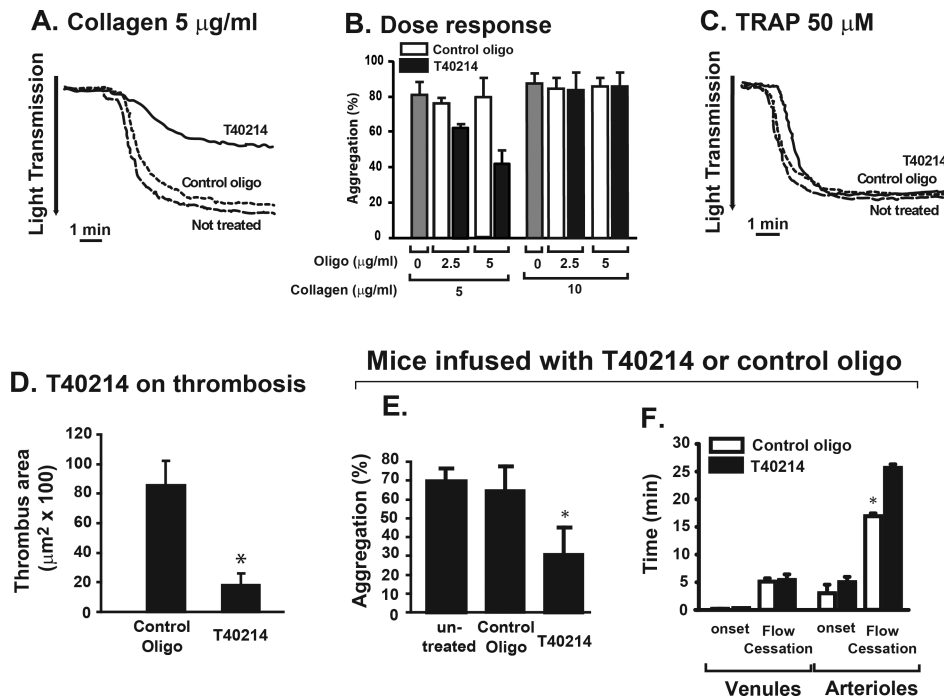 A. Collagen 5 μg/ml
Light Transmission
T40214
Control oligo
Not treated
1 min
B. Dose response
Control oligo
T40214
Aggregation (%)
100
80
60
40
20
0
Oligo (μg/ml)
0 2.5 5 0 2.5 5
Collagen (μg/ml)
5 10
C. TRAP 50 μM
Light Transmission
T40214
Control oligo
Not treated
1 min
Mice infused with T40214 or control oligo
D. T40214 on thrombosis
Thrombus area
(μm2 x 100)
120
100
80
60
40
20
0
*
Control
Oligo
T40214
E.
Aggregation (%)
80
70
60
50
40
30
20
10
0
*
un-
treated
Control
Oligo
T40214
F.
Control oligo
T40214
Time (min)
30
25
20
15
10
5
0
*
onset
Flow
Cessation
onset
Flow
Cessation
Venules Arterioles